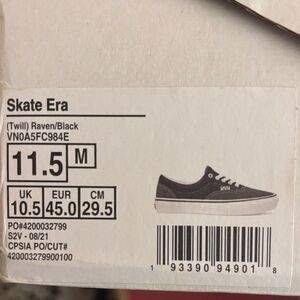 Skate Era
(Twill) Raven/Black
VN0A5FC984E
11.5 M
UK EUR CM
10.5 45.0 29.5
PO#4200032799
S2V - 08/21
CPSIA PO/CUT#
420003279900100
1 93390 94901 8